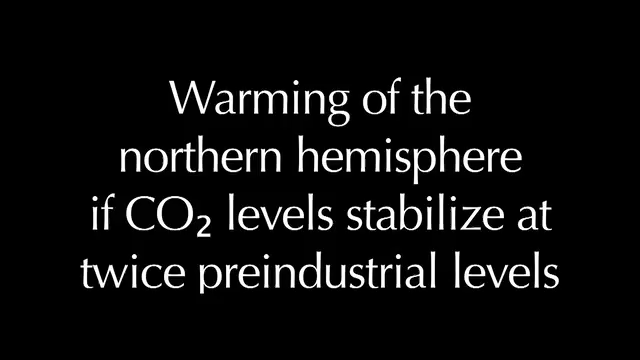 Warming of the
northern hemisphere
if CO₂ levels stabilize at
twice preindustrial levels